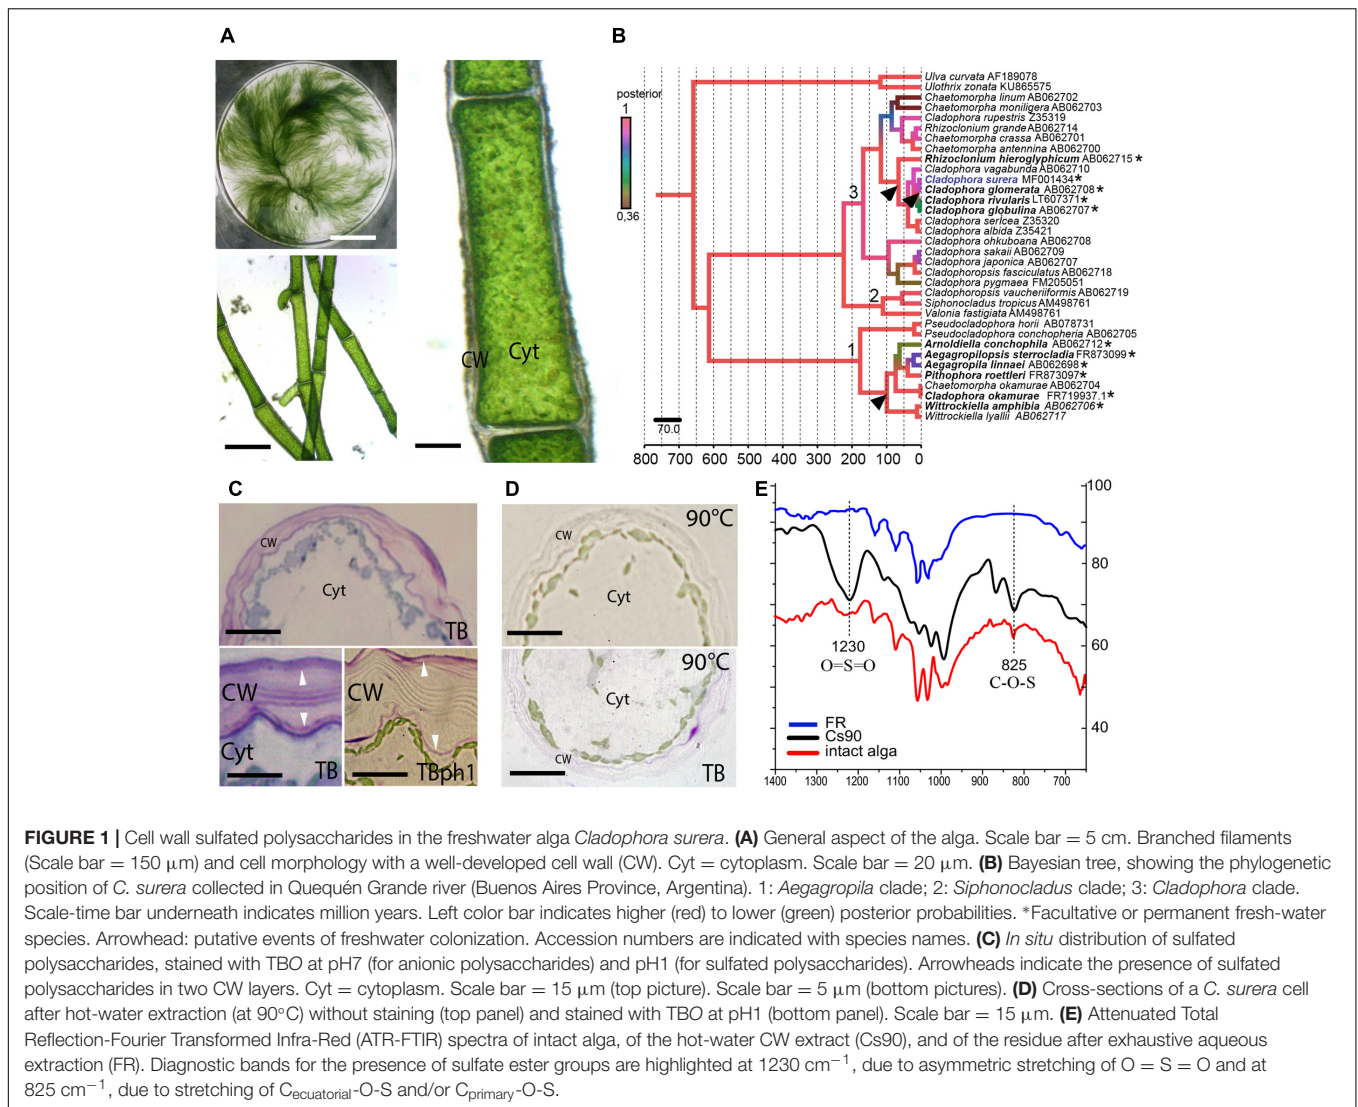 A
CW
Cyt
B
posterior
1
0,36
3
2
1
Ulva curvata AF189078
Ulothrix zonata KU865575
Chaetomorpha linum AB062702
Chaetomorpha moniligera AB062703
Cladophora rupestris Z35319
Rhizoclonium grande AB062714
Chaetomorpha crassa AB062701
Chaetomorpha antennina AB062700
Rhizoclonium hieroglyphicum AB062715 *
Cladophora vagabunda AB062710
Cladophora surera MF001434 *
Cladophora glomerata AB062708 *
Cladophora rivularis LT607371 *
Cladophora globulina AB062707 *
Cladophora sericea Z35320
Cladophora albida Z35421
Cladophora ohkuboana AB062708
Cladophora sakaii AB062709
Cladophora japonica AB062707
Cladophoropsis fasciculatus AB062718
Cladophora pygmaea FM205051
Cladophoropsis vaucheriiformis AB062719
Siphonocladus tropicus AM498761
Valonia fastigiata AM498761
Pseudocladophora horii AB078731
Pseudocladophora conchopheria AB062705
Arnoldiella conchophila AB062712 *
Aegagropilopsis sterrocladia FR873099 *
Aegagropila linnaei AB062698 *
Pithophora roettleri FR873097 *
Chaetomorpha okamurae AB062704
Cladophora okamurae FR719937.1 *
Wittrockiella amphibia AB062706 *
Wittrockiella lyallii AB062717
70.0
800 700 600 500 400 300 200 100 0
C
CW
Cyt
TB
CW
Cyt
TB
CW
TBph1
D
90°C
CW
Cyt
90°C
Cyt
CW
TB
E
100
80
60
40
1230
O=S=O
825
C-O-S
FR
Cs90
intact alga
1400 1300 1200 1100 1000 900 800 700
FIGURE 1 | Cell wall sulfated polysaccharides in the freshwater alga Cladophora surera. (A) General aspect of the alga. Scale bar = 5 cm. Branched filaments
(Scale bar = 150 μm) and cell morphology with a well-developed cell wall (CW). Cyt = cytoplasm. Scale bar = 20 μm. (B) Bayesian tree, showing the phylogenetic
position of C. surera collected in Quequén Grande river (Buenos Aires Province, Argentina). 1: Aegagropila clade; 2: Siphonocladus clade; 3: Cladophora clade.
Scale-time bar underneath indicates million years. Left color bar indicates higher (red) to lower (green) posterior probabilities. *Facultative or permanent fresh-water
species. Arrowhead: putative events of freshwater colonization. Accession numbers are indicated with species names. (C) In situ distribution of sulfated
polysaccharides, stained with TBO at pH7 (for anionic polysaccharides) and pH1 (for sulfated polysaccharides). Arrowheads indicate the presence of sulfated
polysaccharides in two CW layers. Cyt = cytoplasm. Scale bar = 15 μm (top picture). Scale bar = 5 μm (bottom pictures). (D) Cross-sections of a C. surera cell
after hot-water extraction (at 90°C) without staining (top panel) and stained with TBO at pH1 (bottom panel). Scale bar = 15 μm. (E) Attenuated Total
Reflection-Fourier Transformed Infra-Red (ATR-FTIR) spectra of intact alga, of the hot-water CW extract (Cs90), and of the residue after exhaustive aqueous
extraction (FR). Diagnostic bands for the presence of sulfate ester groups are highlighted at 1230 cm−1, due to asymmetric stretching of O = S = O and at
825 cm−1, due to stretching of Cequatorial-O-S and/or Cprimary-O-S.